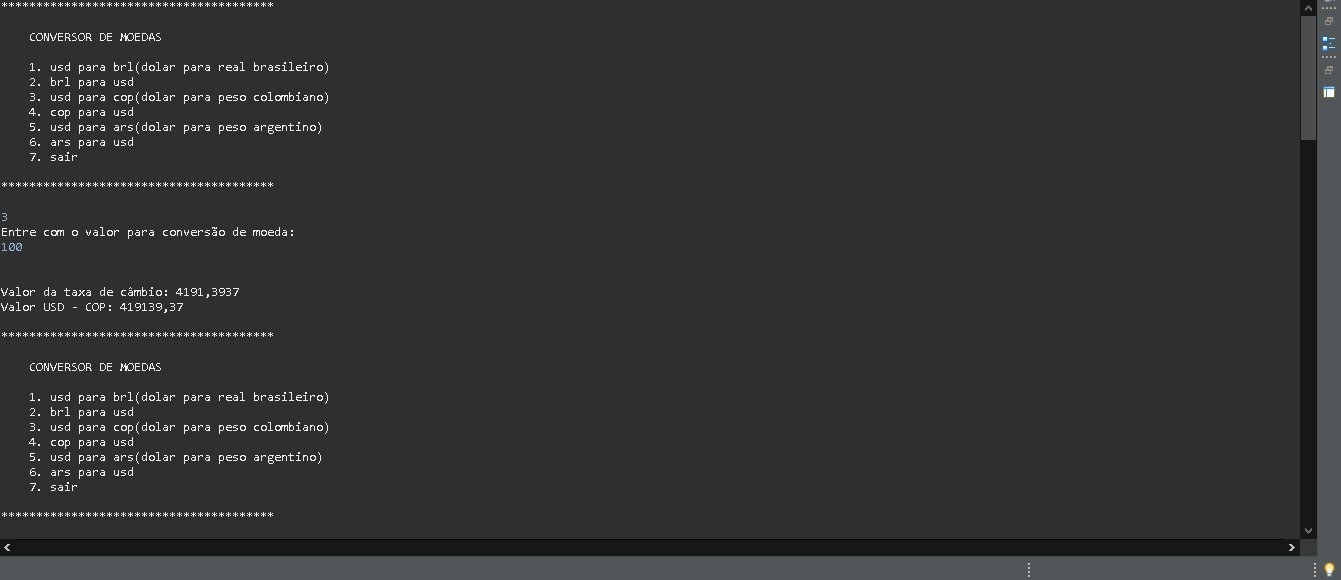 ***************************************
CONVERSOR DE MOEDAS
1. usd para brl(dolar para real brasileiro)
2. brl para usd
3. usd para cop(dolar para peso colombiano)
4. cop para usd
5. usd para ars(dolar para peso argentino)
6. ars para usd
7. sair
***************************************
3
Entre com o valor para conversão de moeda:
100
Valor da taxa de câmbio: 4191,3937
Valor USD - COP: 419139,37
***************************************
CONVERSOR DE MOEDAS
1. usd para brl(dolar para real brasileiro)
2. brl para usd
3. usd para cop(dolar para peso colombiano)
4. cop para usd
5. usd para ars(dolar para peso argentino)
6. ars para usd
7. sair
***************************************